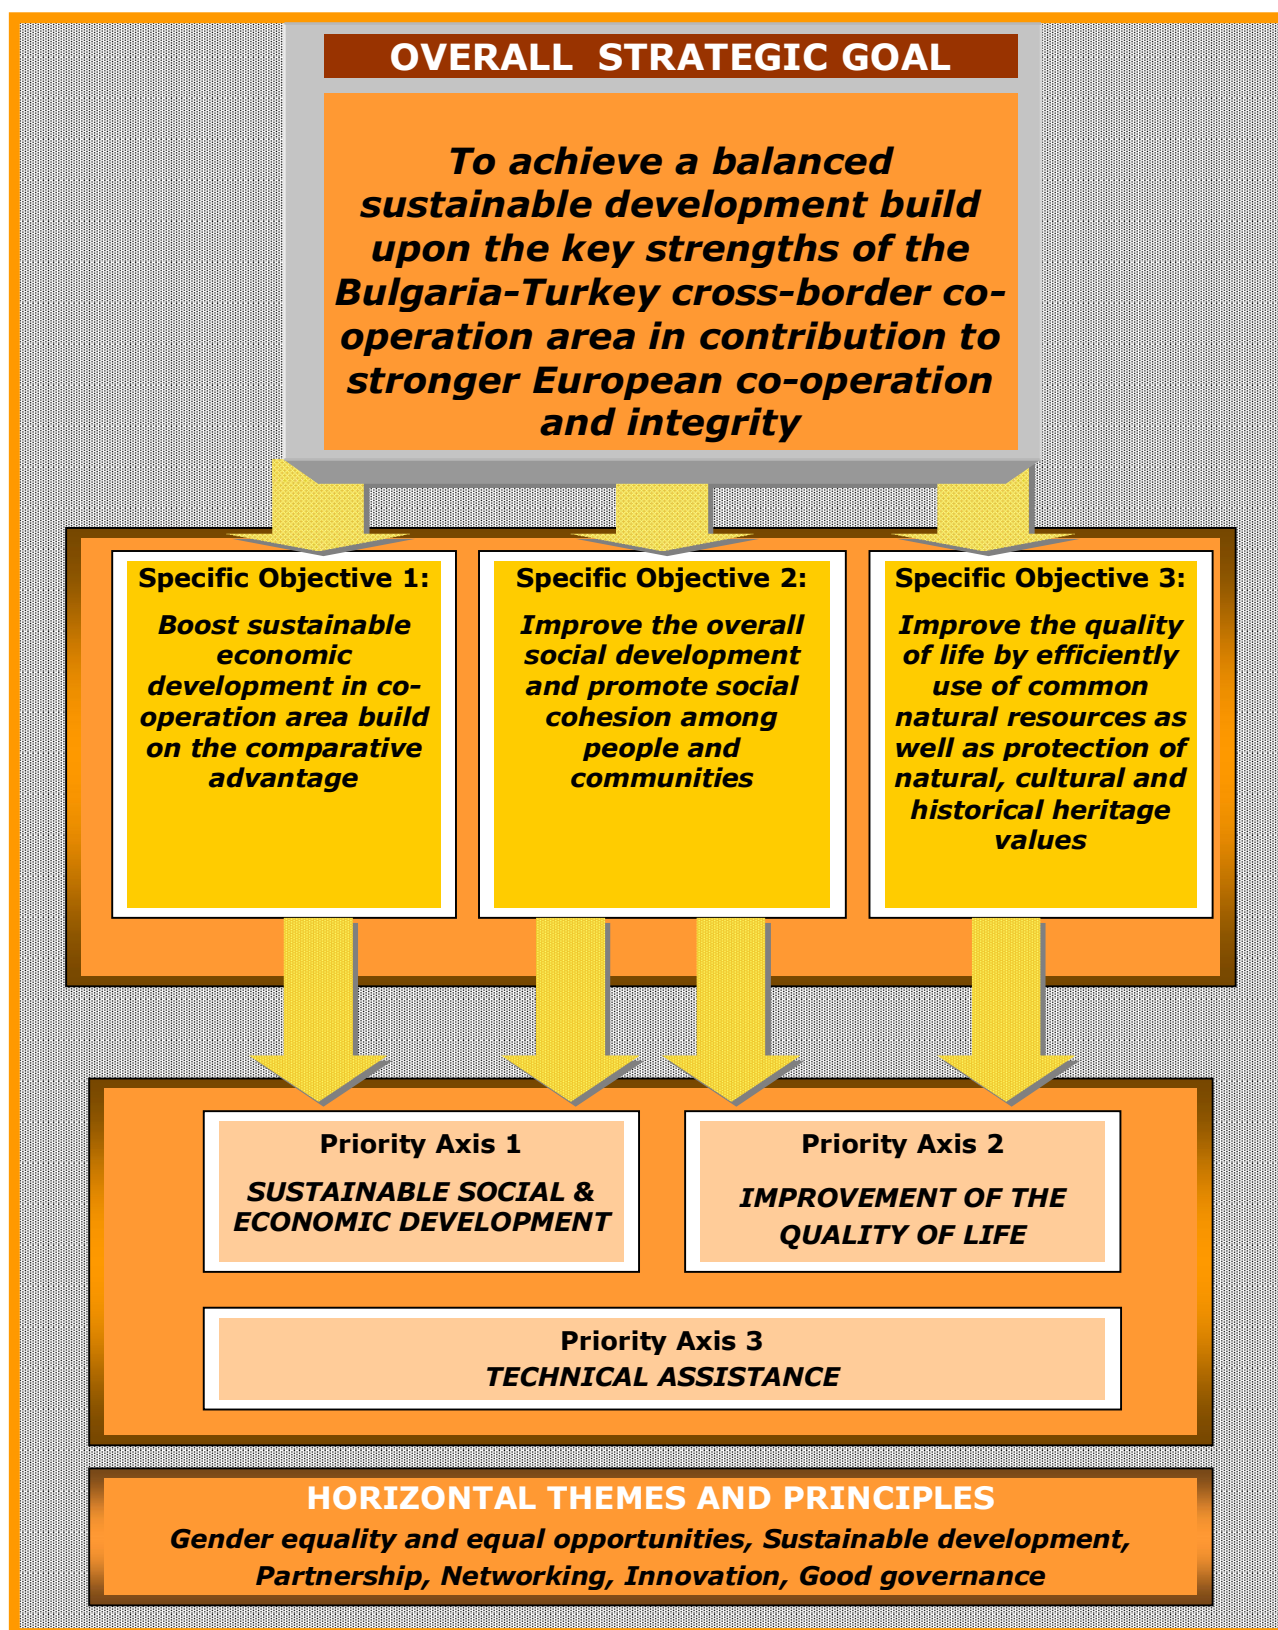 OVERALL STRATEGIC GOAL
To achieve a balanced
sustainable development build
upon the key strengths of the
Bulgaria-Turkey cross-border co-
operation area in contribution to
stronger European co-operation
and integrity
Specific Objective 1:
Boost sustainable
economic
development in co-
operation area build
on the comparative
advantage
Specific Objective 2:
Improve the overall
social development
and promote social
cohesion among
people and
communities
Specific Objective 3:
Improve the quality
of life by efficiently
use of common
natural resources as
well as protection of
natural, cultural and
historical heritage
values
Priority Axis 1
SUSTAINABLE SOCIAL &
ECONOMIC DEVELOPMENT
Priority Axis 2
IMPROVEMENT OF THE
QUALITY OF LIFE
Priority Axis 3
TECHNICAL ASSISTANCE
HORIZONTAL THEMES AND PRINCIPLES
Gender equality and equal opportunities, Sustainable development,
Partnership, Networking, Innovation, Good governance